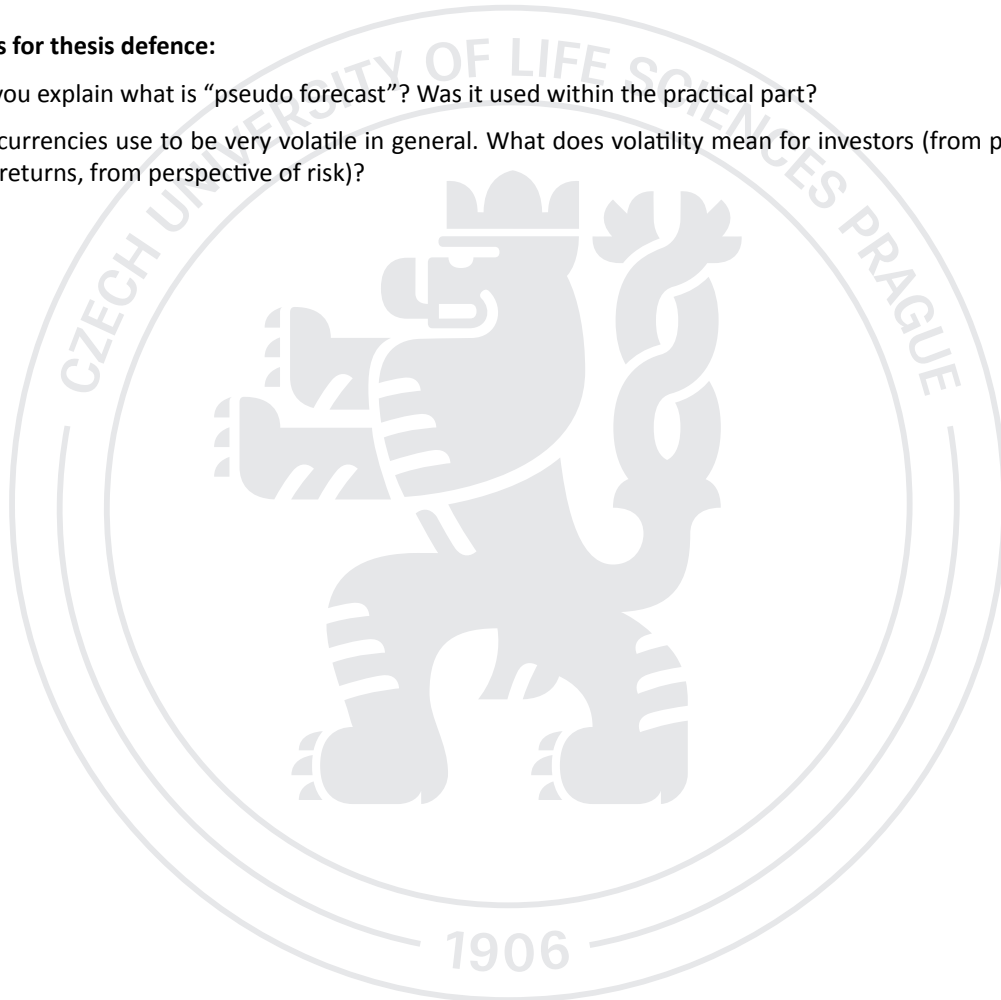 s for thesis defence:
you explain what is “pseudo forecast”? Was it used within the practical part?
currencies use to be very volatile in general. What does volatility mean for investors (from p
returns, from perspective of risk)?
CZECH UNIVERSITY OF LIFE SCIENCES PRAGUE
1906